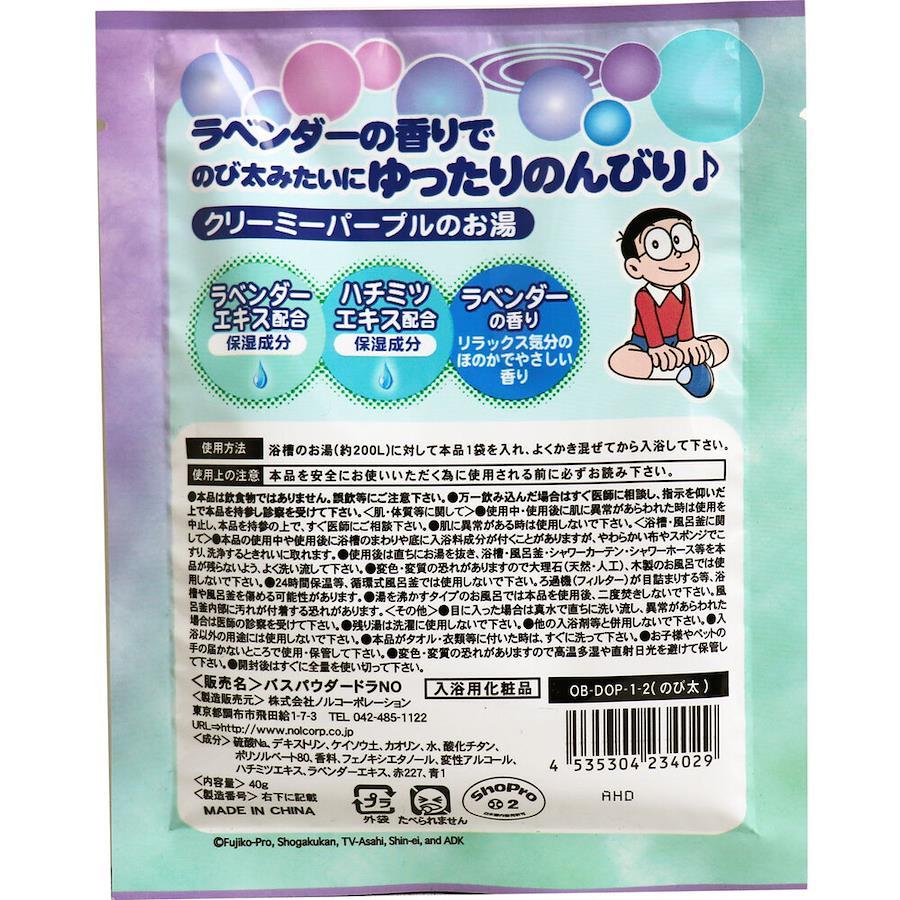 ラベンダーの香りで
のび太みたいにゆったりのんびり♪
クリーミーパープルのお湯
ラベンダー
エキス配合
保湿成分
ハチミツ
エキス配合
保湿成分
ラベンダー
の香り
リラックス気分の
ほのかでやさしい
香り
使用方法 浴槽のお湯(約200L)に対して本品1袋を入れ、よくかき混ぜてから入浴して下さい。
使用上の注意 本品を安全にお使いいただく為に使用される前に必ずお読み下さい。
●本品は飲食物ではありません。誤飲等にご注意下さい。●万一飲み込んだ場合はすぐ医師に相談し、指示を仰いだ
上で本品を持参し診察を受けて下さい。<肌・体質等に関して>●使用中・使用後に肌に異常があらわれた時は使用を
中止し、本品を持参の上で、すぐ医師にご相談下さい。●肌に異常がある時は使用しないで下さい。<浴槽・風呂釜に関
して>●本品の使用中や使用後に浴槽のまわりや底に入浴料成分が付くことがありますが、やわらかい布やスポンジでこ
すり、洗浄するときれいに取れます。●使用後は直ちにお湯を抜き、浴槽・風呂釜・シャワーカーテン・シャワーホース等を本
品が残らないよう、よく洗い流して下さい。●変色・変質の恐れがありますので大理石(天然・人工)、木製のお風呂では使
用しないで下さい。●24時間保温等、循環式風呂釜では使用しないで下さい。ろ過機(フィルター)が目詰まりする等、浴
槽や風呂釜を傷める可能性があります。●湯を沸かすタイプのお風呂では本品を使用後、二度焚きしないで下さい。風
呂釜内部に汚れが付着する恐れがあります。<その他>●目に入った場合は真水で直ちに洗い流し、異常があらわれた
場合は医師の診察を受けて下さい。●残り湯は洗濯に使用しないで下さい。●他の入浴剤等と併用しないで下さい。●入
浴以外の用途には使用しないで下さい。●本品がタオル・衣類等に付いた時は、すぐに洗って下さい。●お子様やペットの
手の届かないところで使用・保管して下さい。●変色・変質の恐れがありますので高温多湿や直射日光を避けて保管し
て下さい。●開封後はすぐに全量を使い切って下さい。
<販売名>バスパウダードラNO 入浴用化粧品 OB-DOP-1-2(のび太)
<製造販売元> 株式会社ノルコーポレーション
東京都調布市飛田給1-7-3 TEL 042-485-1122
URL⇒http://www.nolcorp.co.jp
<成分> 硫酸Na、デキストリン、ケイソウ土、カオリン、水、酸化チタン、
ポリソルベート80、香料、フェノキシエタノール、変性アルコール、
ハチミツエキス、ラベンダーエキス、赤227、青1
4 535304 234029
<内容量> 40g
<製造番号> 右下に記載
MADE IN CHINA
プラ
外袋
たべられません
ShoPro
2
AHD
©Fujiko-Pro, Shogakukan, TV-Asahi, Shin-ei, and ADK